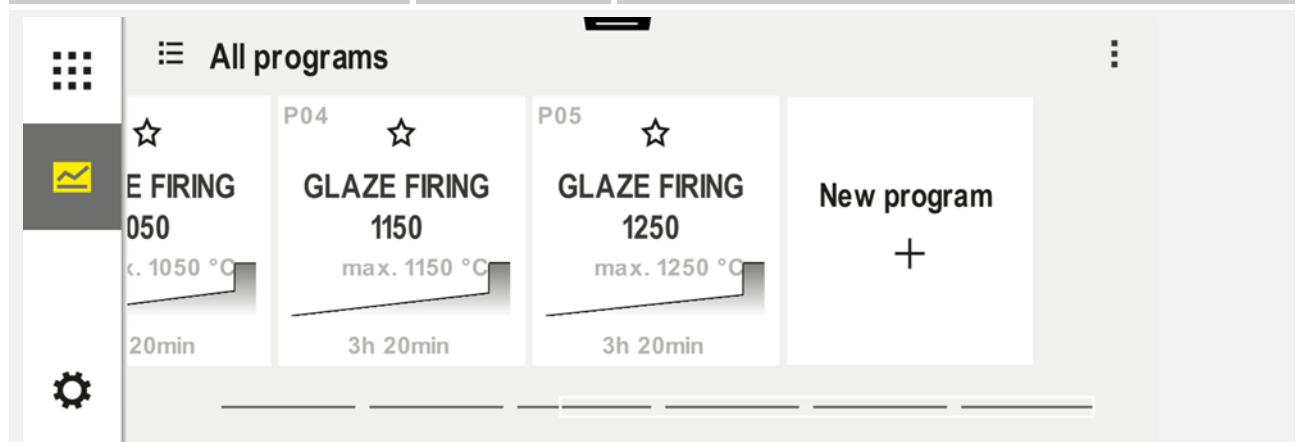 All programs
E FIRING
050
. 1050 °C
20min
P04
GLAZE FIRING
1150
max. 1150 °C
3h 20min
P05
GLAZE FIRING
1250
max. 1250 °C
3h 20min
New program
+